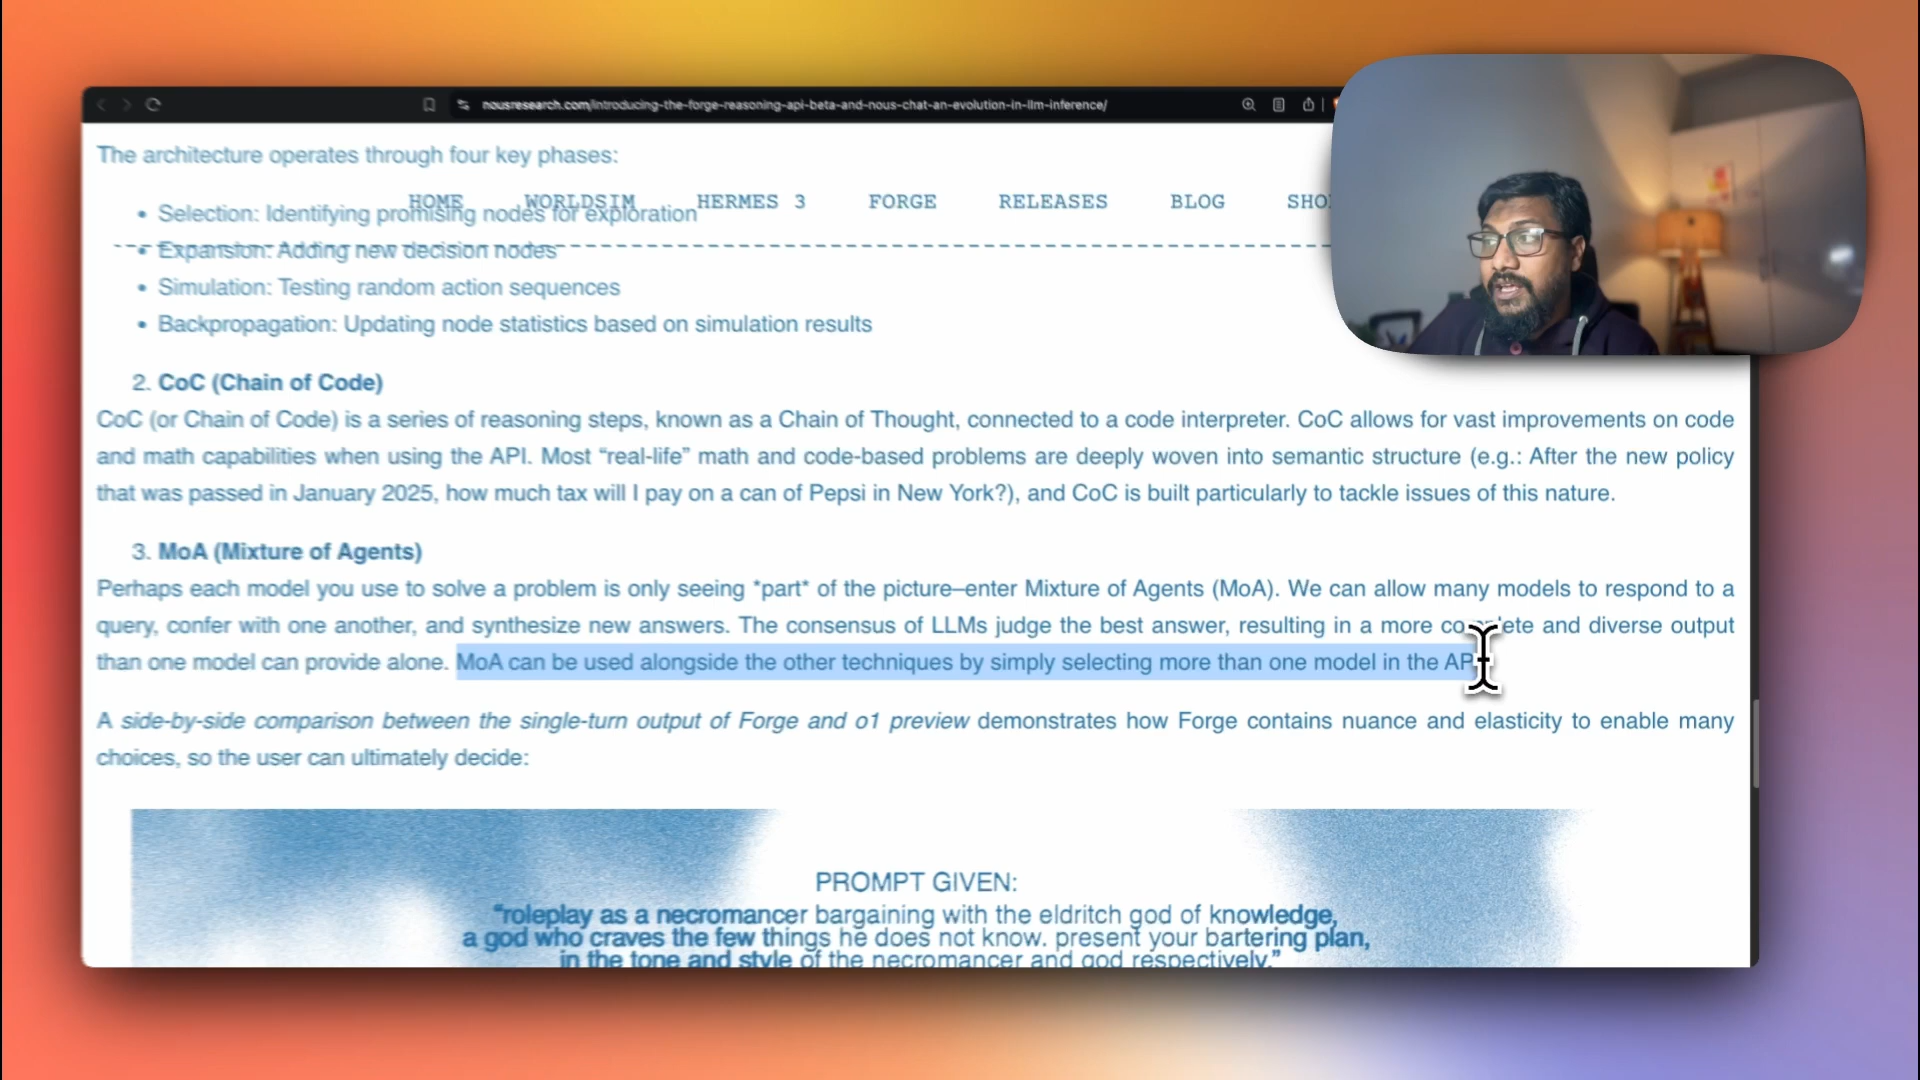 nousresearch.com/introducing-the-forge-reasoning-api-beta-and-nous-chat-an-evolution-in-llm-inference/
The architecture operates through four key phases:
HOME WORLDSIM HERMES 3 FORGE RELEASES BLOG
• Selection: Identifying promising nodes for exploration
• Expansion: Adding new decision nodes
• Simulation: Testing random action sequences
• Backpropagation: Updating node statistics based on simulation results
2. CoC (Chain of Code)
CoC (or Chain of Code) is a series of reasoning steps, known as a Chain of Thought, connected to a code interpreter. CoC allows for vast improvements on code
and math capabilities when using the API. Most “real-life” math and code-based problems are deeply woven into semantic structure (e.g.: After the new policy
that was passed in January 2025, how much tax will I pay on a can of Pepsi in New York?), and CoC is built particularly to tackle issues of this nature.
3. MoA (Mixture of Agents)
Perhaps each model you use to solve a problem is only seeing *part* of the picture–enter Mixture of Agents (MoA). We can allow many models to respond to a
query, confer with one another, and synthesize new answers. The consensus of LLMs judge the best answer, resulting in a more and diverse output
than one model can provide alone. MoA can be used alongside the other techniques by simply selecting more than one model in the
A side-by-side comparison between the single-turn output of Forge and o1 preview demonstrates how Forge contains nuance and elasticity to enable many
choices, so the user can ultimately decide:
PROMPT GIVEN:
“roleplay as a necromancer bargaining with the eldritch god of knowledge,
a god who craves the few things he does not know. present your bartering plan,
in the tone and style of the necromancer and god respectively.”